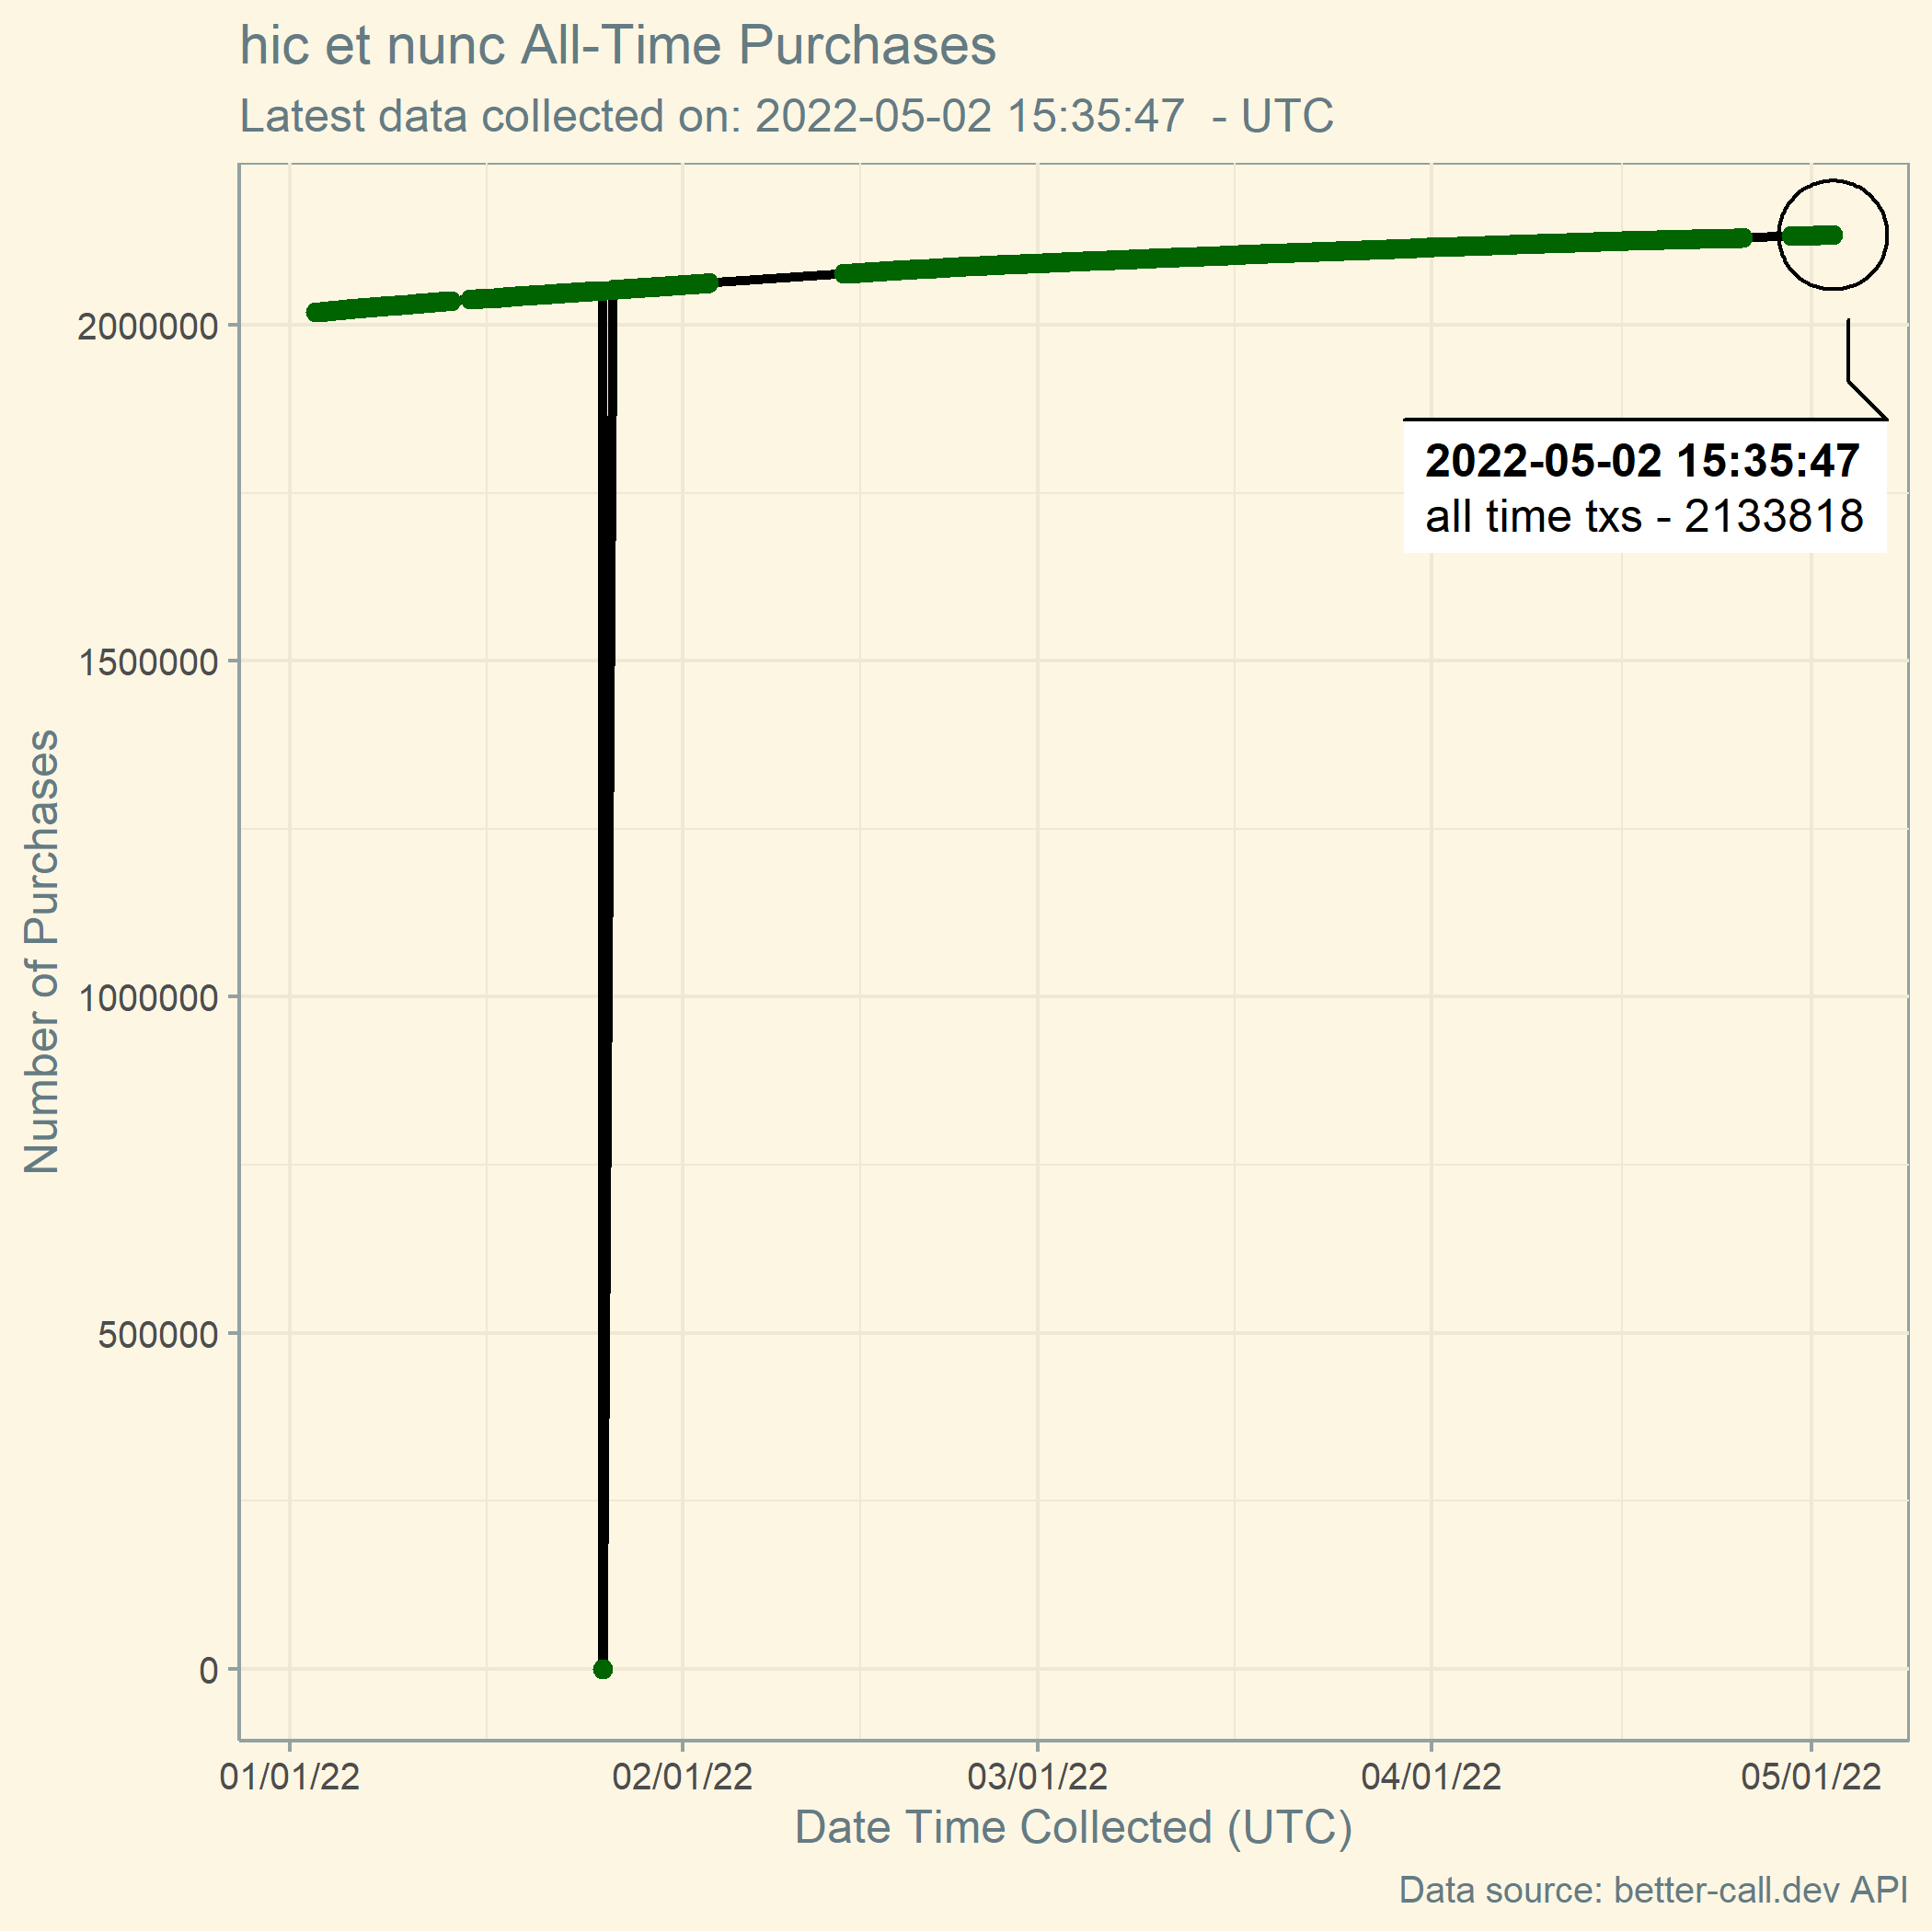 hic et nunc All-Time Purchases
Latest data collected on: 2022-05-02 15:35:47  - UTC
Number of Purchases
2000000
1500000
1000000
500000
0
2022-05-02 15:35:47
all time txs - 2133818
01/01/22 02/01/22 03/01/22 04/01/22 05/01/22
Date Time Collected (UTC)
Data source: better-call.dev API